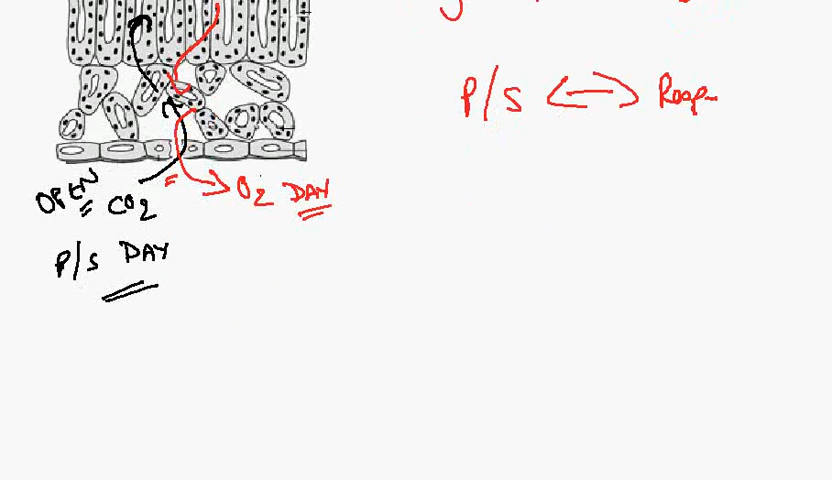 P/S <—> Resp
OPEN CO2
O2 DAY
P/S DAY